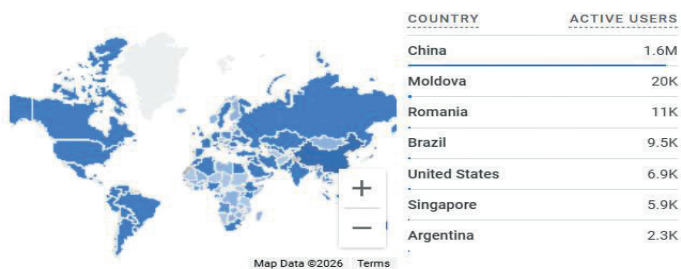 COUNTRY ACTIVE USERS
China 1.6M
Moldova 20K
Romania 11K
Brazil 9.5K
United States 6.9K
Singapore 5.9K
Argentina 2.3K
+
−
Map Data ©2026 Terms